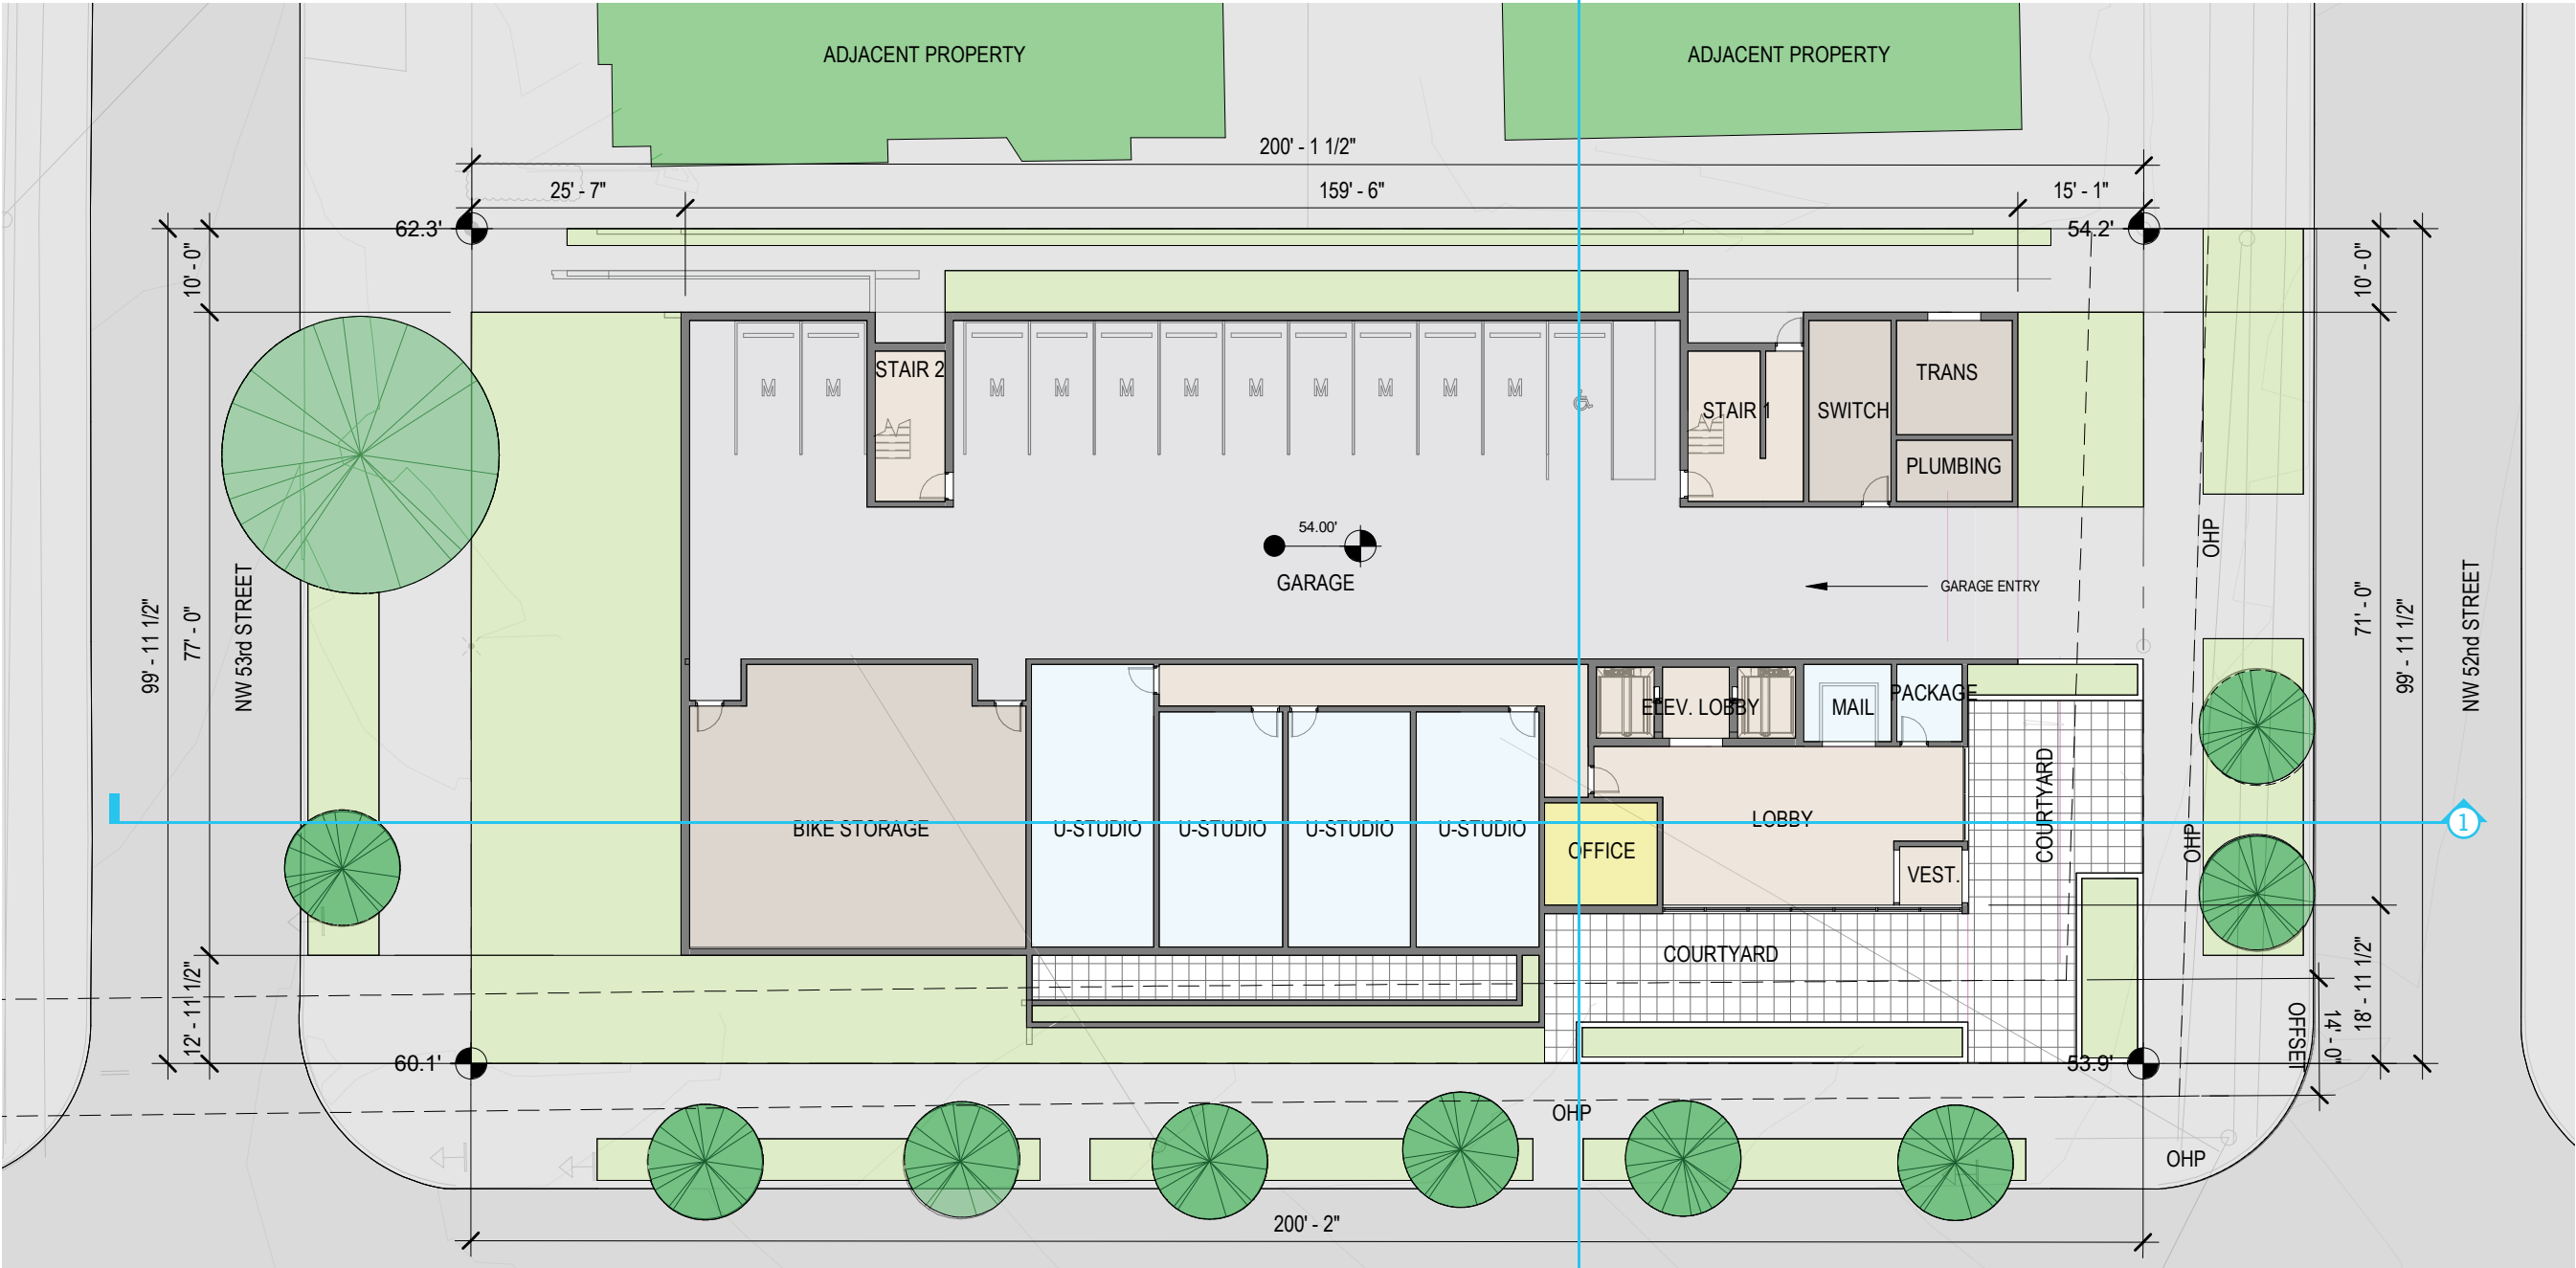 ADJACENT PROPERTY
ADJACENT PROPERTY
200' - 1 1/2"
25' - 7"
159' - 6"
15' - 1"
62.3'
54.2'
10' - 0"
10' - 0"
STAIR 2
M
M
M
M
M
M
M
M
M
M
M
STAIR 1
SWITCH
TRANS
PLUMBING
54.00'
GARAGE
GARAGE ENTRY
OHP
NW 53rd STREET
99' - 11 1/2"
77' - 0"
71' - 0"
99' - 11 1/2"
NW 52nd STREET
ELEV. LOBBY
MAIL
PACKAGE
COURTYARD
BIKE STORAGE
U-STUDIO
U-STUDIO
U-STUDIO
U-STUDIO
OFFICE
LOBBY
VEST.
OHP
1
COURTYARD
12' - 11 1/2"
18' - 11 1/2"
14' - 0"
OFFSET
60.1'
53.9'
OHP
OHP
200' - 2"